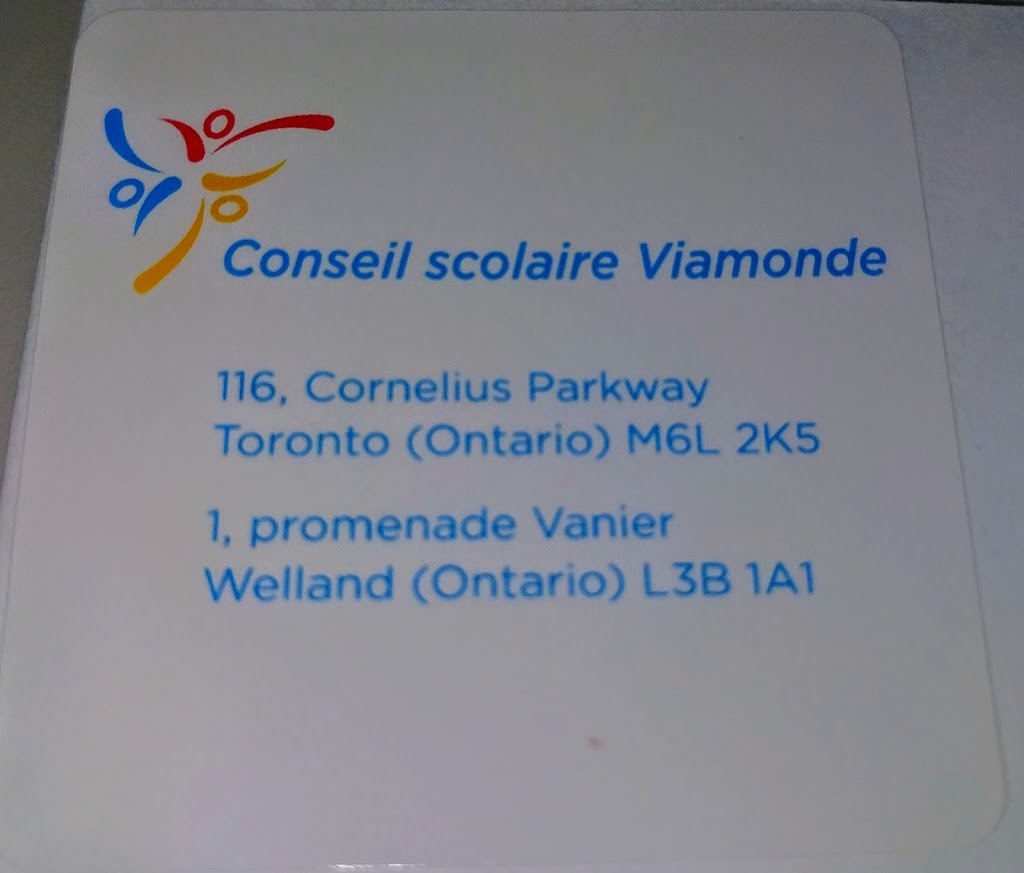 Conseil scolaire Viamonde
116, Cornelius Parkway
Toronto (Ontario) M6L 2K5
1, promenade Vanier
Welland (Ontario) L3B 1A1